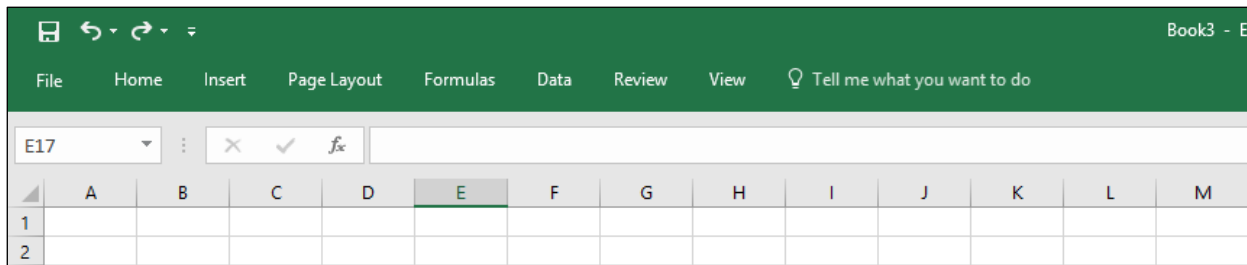 Book3 - E
File Home Insert Page Layout Formulas Data Review View Tell me what you want to do
E17 fx
A B C D E F G H I J K L M
1
2